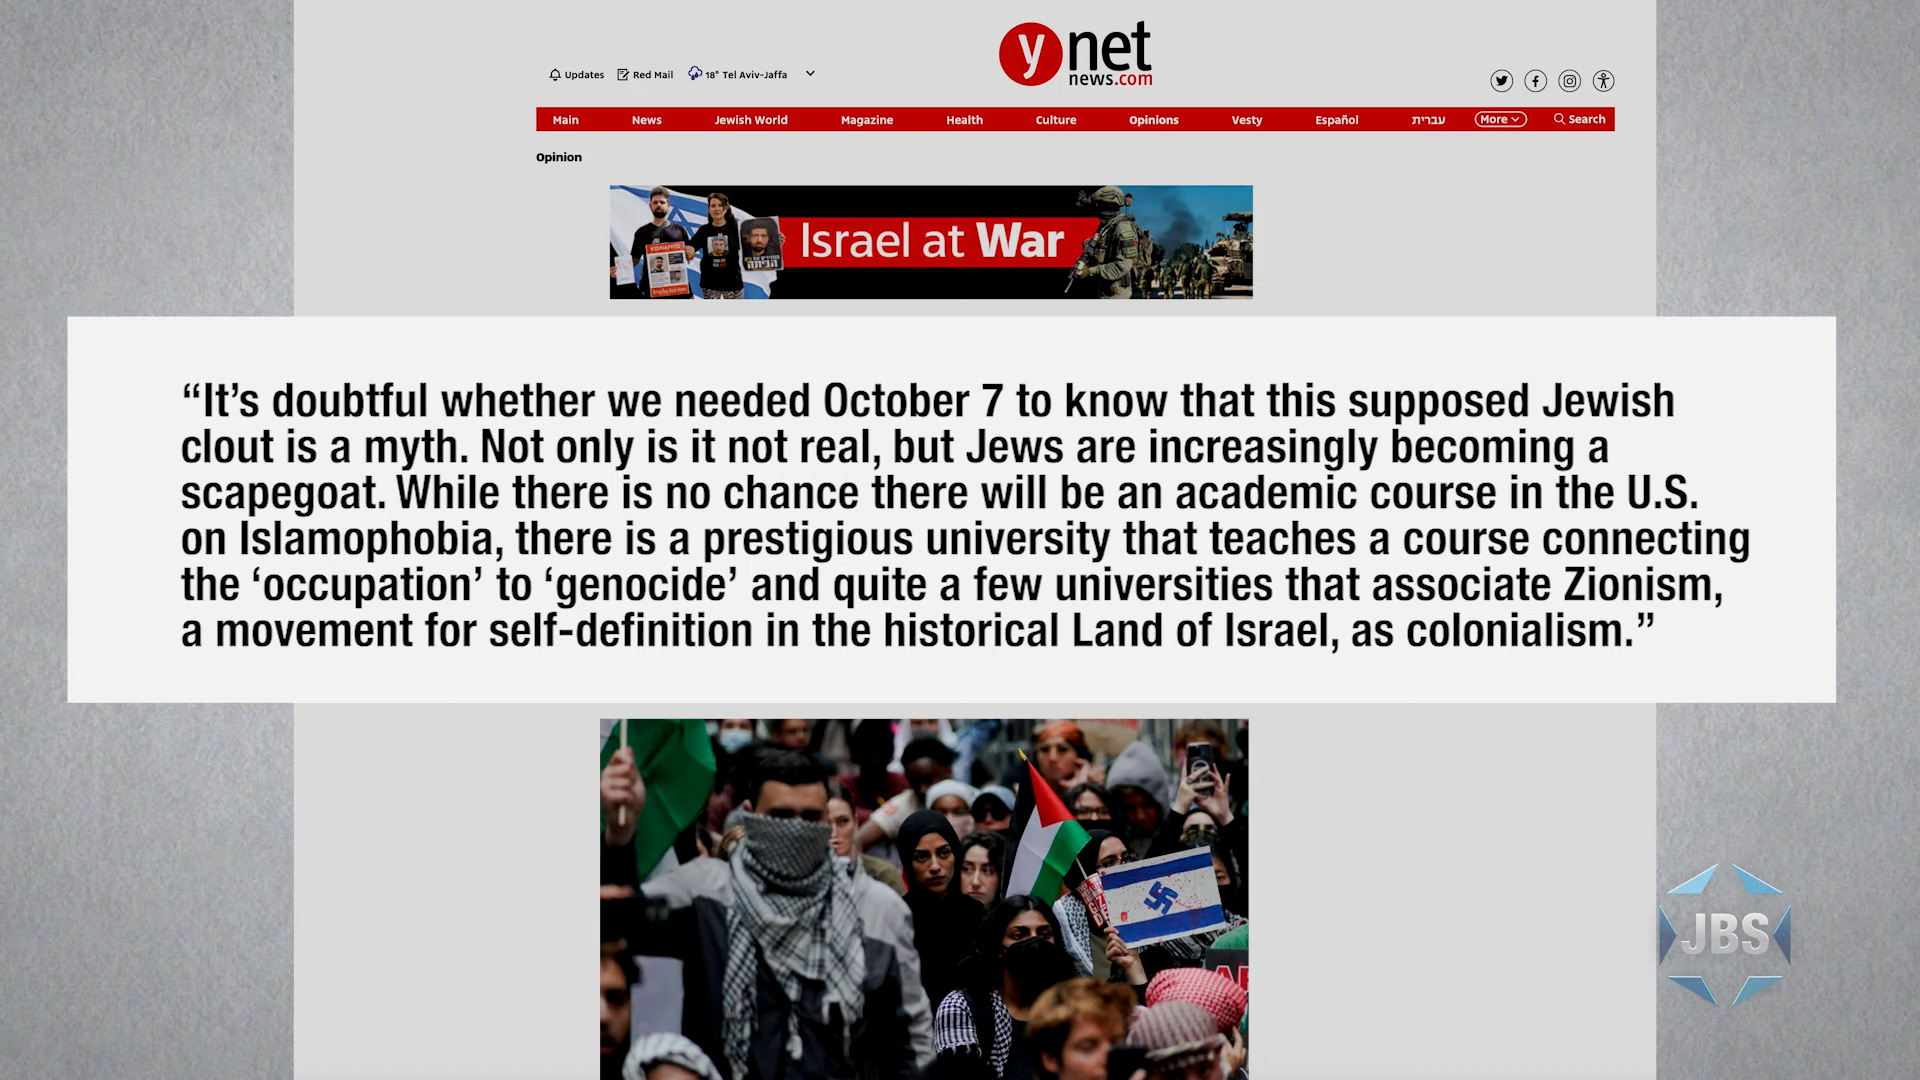 ynet
news.com
Updates
Red Mail
18° Tel Aviv-Jaffa
Main
News
Jewish World
Magazine
Health
Culture
Opinions
Vesty
Español
עברית
More
Search
Opinion
KIDNAPPED
הביתה
Israel at War
“It’s doubtful whether we needed October 7 to know that this supposed Jewish
clout is a myth. Not only is it not real, but Jews are increasingly becoming a
scapegoat. While there is no chance there will be an academic course in the U.S.
on Islamophobia, there is a prestigious university that teaches a course connecting
the ‘occupation’ to ‘genocide’ and quite a few universities that associate Zionism,
a movement for self-definition in the historical Land of Israel, as colonialism.”
JBS